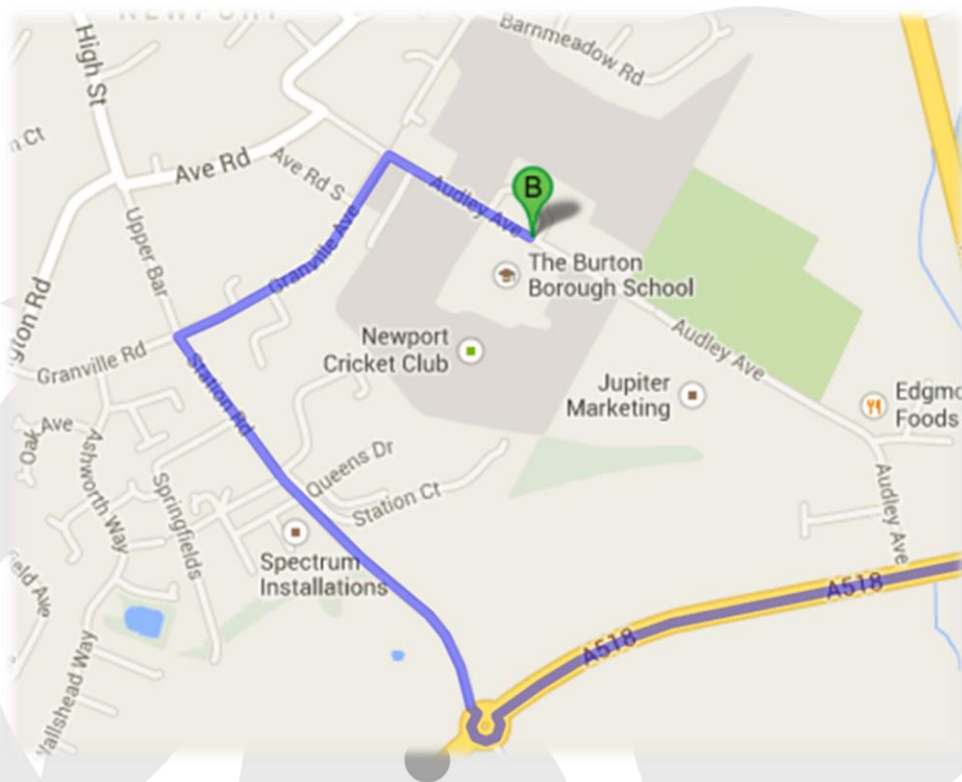 NEWPORT
High St
Barnmeadow Rd
Ave Rd
Ave Rd S
Audley Ave
B
Upper Bar
Granville Ave
The Burton
Borough School
Newport
Cricket Club
Audley Ave
Granville Rd
Station Rd
Jupiter
Marketing
Edgmo
Foods
Oak Ave
Ashworth Way
Queens Dr
Station Ct
Springfields
Audley Ave
Spectrum
Installations
A518
A518